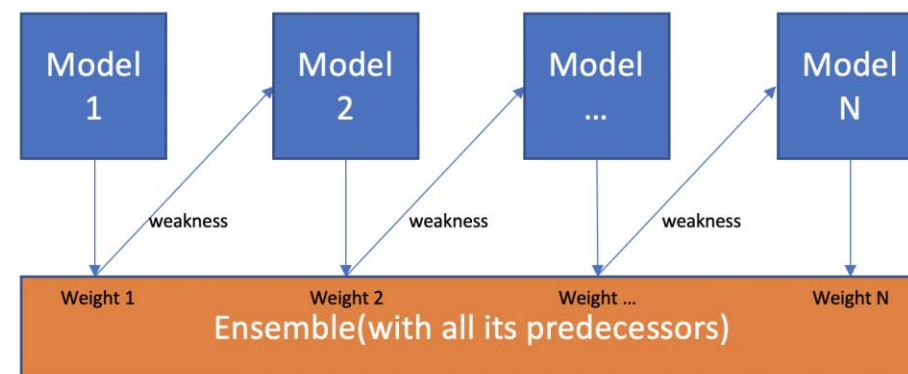 Model
1
Model
2
Model
...
Model
N
weakness
weakness
weakness
Weight 1
Weight 2
Weight ...
Weight N
Ensemble(with all its predecessors)